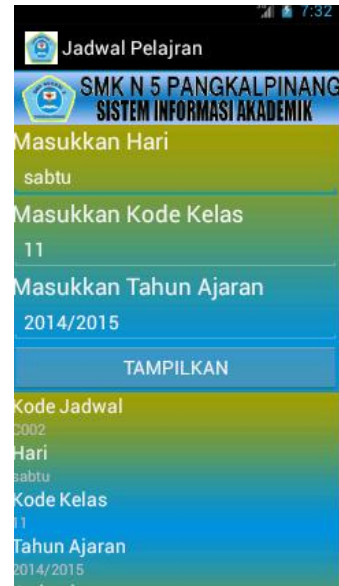 7:32
Jadwal Pelajran
SMK N 5 PANGKALPINANG
SISTEM INFORMASI AKADEMIK
Masukkan Hari
sabtu
Masukkan Kode Kelas
11
Masukkan Tahun Ajaran
2014/2015
TAMPILKAN
Kode Jadwal
C002
Hari
sabtu
Kode Kelas
11
Tahun Ajaran
2014/2015